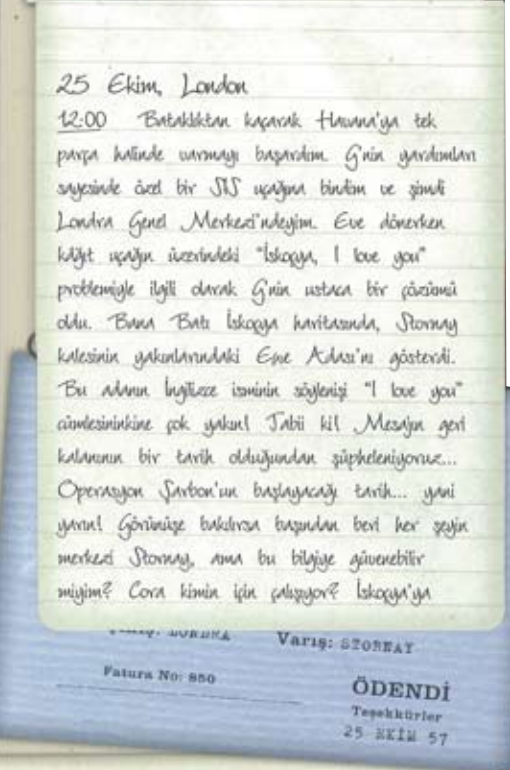 25 Ekim, London
12:00 Bataklıktan kaçarak Havana'ya tek
parça halinde varmayı başardım. G'nin yardımları
sayesinde özel bir SIS uçağına bindim ve şimdi
Londra Genel Merkezi'ndeyim. Eve dönerken
kâğıt uçağın üzerindeki "İskoçya, I love you"
problemiyle ilgili olarak G'nin ustaca bir çözümü
oldu. Bana Batı İskoçya haritasında, Stornay
kalesinin yakınlarındaki Ewe Adası'nı gösterdi.
Bu adanın İngilizce isminin söylenişi "I love you"
cümlesininkine çok yakın! Tabii ki! Mesajın geri
kalanının bir tarih olduğundan şüpheleniyoruz...
Operasyon Şarbon'un başlayacağı tarih... yani
yarın! Görünüşe bakılırsa başından beri her şeyin
merkezi Stornay, ama bu bilgiye güvenebilir
miyim? Cora kimin için çalışıyor? İskoçya'ya
LONDRA Varış: STORNAY
Fatura No: 850
ÖDENDİ
Teşekkürler
25 EKİM 57